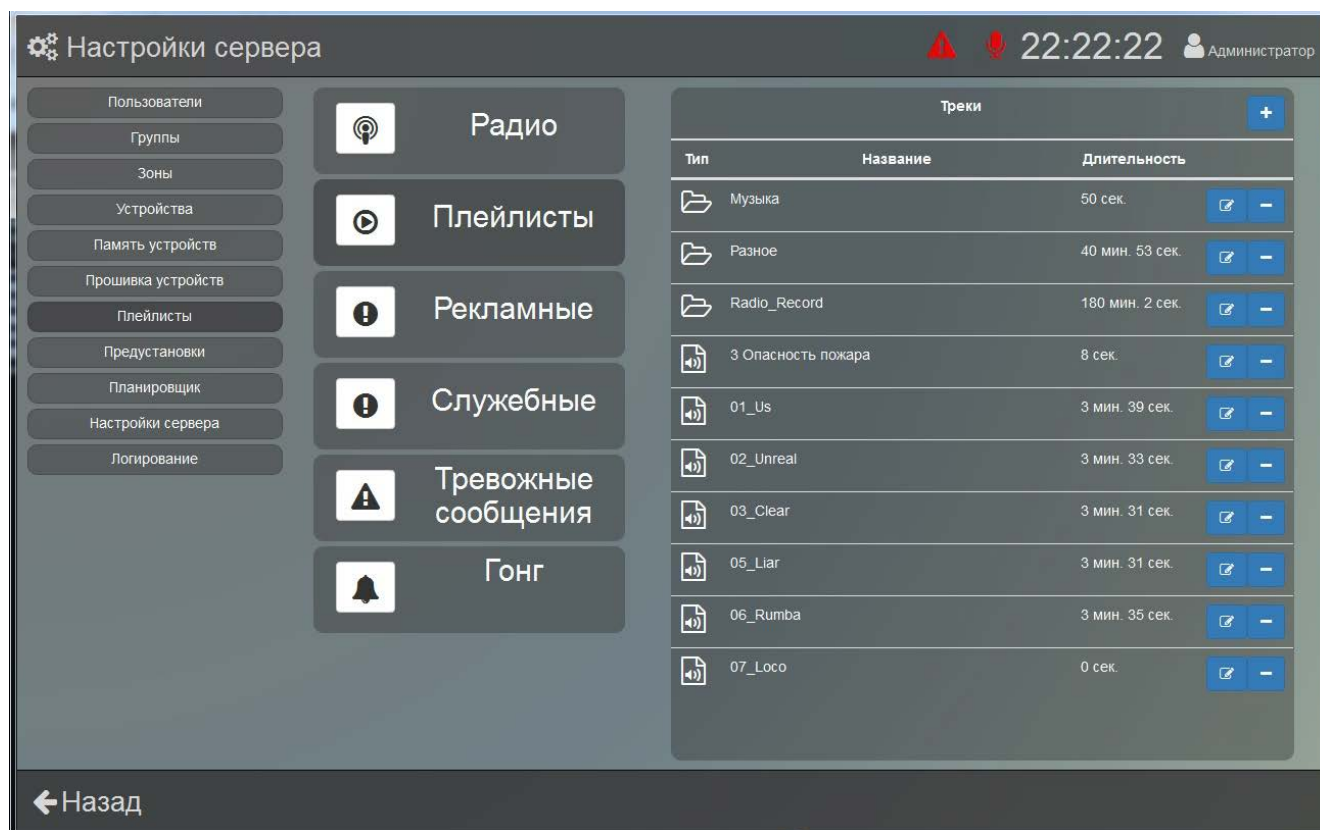 Настройки сервера
22:22:22 Администратор
Пользователи
Группы
Зоны
Устройства
Память устройств
Прошивка устройств
Плейлисты
Предустановки
Планировщик
Настройки сервера
Логирование
Радио
Плейлисты
Рекламные
Служебные
Тревожные
сообщения
Гонг
Треки
Тип Название Длительность
Музыка 50 сек.
Разное 40 мин. 53 сек.
Radio_Record 180 мин. 2 сек.
3 Опасность пожара 8 сек.
01_Us 3 мин. 39 сек.
02_Unreal 3 мин. 33 сек.
03_Clear 3 мин. 31 сек.
05_Liar 3 мин. 31 сек.
06_Rumba 3 мин. 35 сек.
07_Loco 0 сек.
Назад